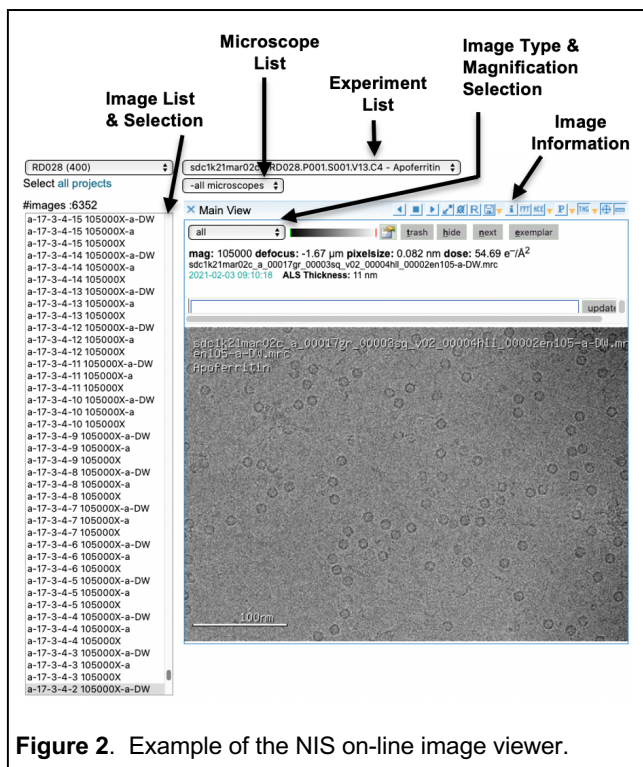 Microscope
List
Image Type &
Magnification
Selection
Experiment
List
Image List
& Selection
Image
Information
RD028 (400)
sdc1k21mar02c RD028.P001.S001.V13.C4 - Apoferritin
Select all projects
-all microscopes
#images :6352
a-17-3-4-15 105000X-a-DW
a-17-3-4-15 105000X-a
a-17-3-4-15 105000X
a-17-3-4-14 105000X-a-DW
a-17-3-4-14 105000X-a
a-17-3-4-14 105000X
a-17-3-4-13 105000X-a-DW
a-17-3-4-13 105000X-a
a-17-3-4-13 105000X
a-17-3-4-12 105000X-a-DW
a-17-3-4-12 105000X-a
a-17-3-4-12 105000X
a-17-3-4-11 105000X-a-DW
a-17-3-4-11 105000X-a
a-17-3-4-11 105000X
a-17-3-4-10 105000X-a-DW
a-17-3-4-10 105000X-a
a-17-3-4-10 105000X
a-17-3-4-9 105000X-a-DW
a-17-3-4-9 105000X-a
a-17-3-4-9 105000X
a-17-3-4-8 105000X-a-DW
a-17-3-4-8 105000X-a
a-17-3-4-8 105000X
a-17-3-4-7 105000X-a-DW
a-17-3-4-7 105000X-a
a-17-3-4-7 105000X
a-17-3-4-6 105000X-a-DW
a-17-3-4-6 105000X-a
a-17-3-4-6 105000X
a-17-3-4-5 105000X-a-DW
a-17-3-4-5 105000X-a
a-17-3-4-5 105000X
a-17-3-4-4 105000X-a-DW
a-17-3-4-4 105000X-a
a-17-3-4-4 105000X
a-17-3-4-3 105000X-a-DW
a-17-3-4-3 105000X-a
a-17-3-4-3 105000X
a-17-3-4-2 105000X-a-DW
× Main View
R i FFT ACE P TAG
all
trash hide next exemplar
mag: 105000 defocus: -1.67 µm pixelsize: 0.082 nm dose: 54.69 e⁻/Å²
sdc1k21mar02c_a_00017gr_00003sq_v02_00004hll_00002en105-a-DW.mrc
2021-02-03 09:10:18 ALS Thickness: 11 nm
update
sdc1k21mar02c_a_00017gr_00003sq_v02_00004hll_00002en105-a-DW.mr
en105-a-DW.mrc
Apoferritin
100nm
Figure 2. Example of the NIS on-line image viewer.